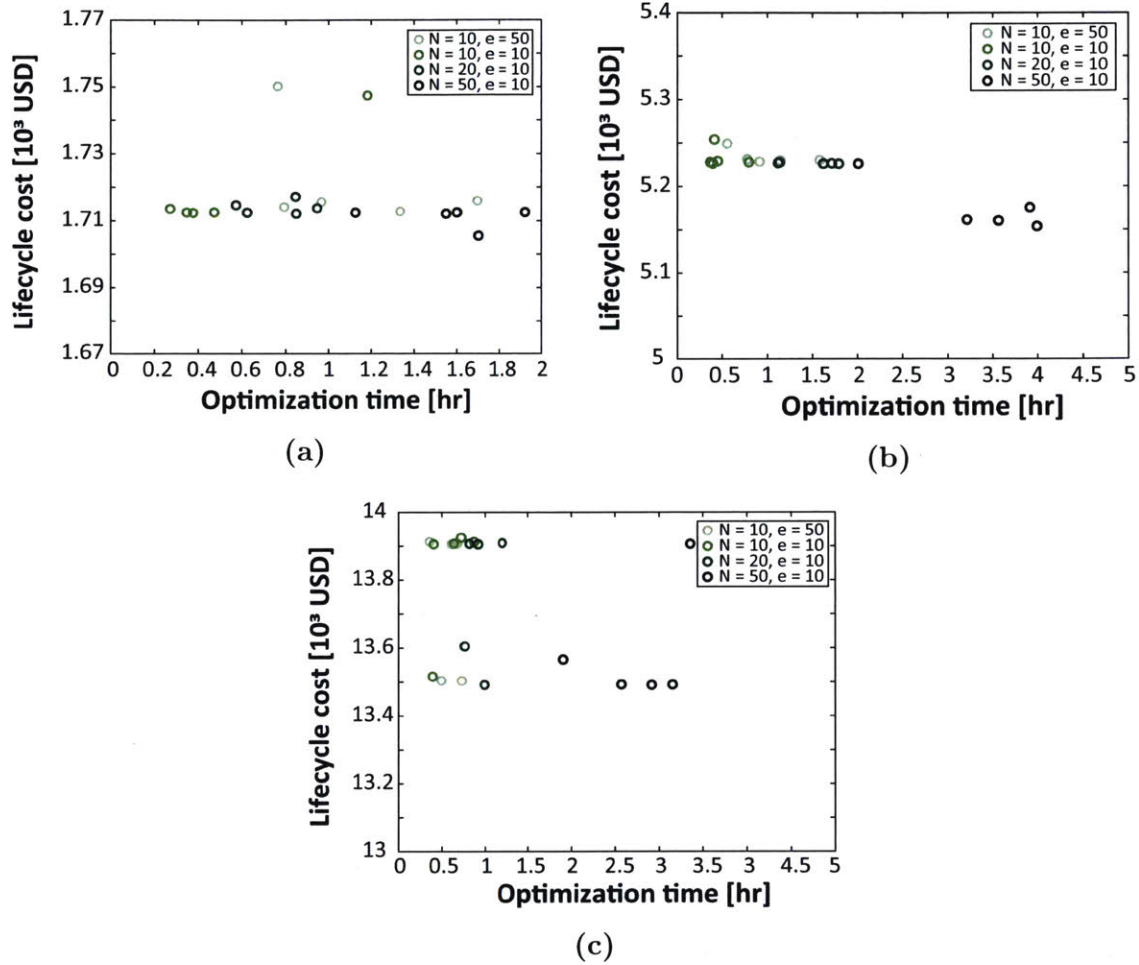 1.77
1.75
1.73
1.71
1.69
1.67
Lifecycle cost [10³ USD]
N = 10, e = 50
N = 10, e = 10
N = 20, e = 10
N = 50, e = 10
0 0.2 0.4 0.6 0.8 1 1.2 1.4 1.6 1.8 2
Optimization time [hr]
(a)
5.4
5.3
5.2
5.1
5
Lifecycle cost [10³ USD]
N = 10, e = 50
N = 10, e = 10
N = 20, e = 10
N = 50, e = 10
0 0.5 1 1.5 2 2.5 3 3.5 4 4.5 5
Optimization time [hr]
(b)
14
13.8
13.6
13.4
13.2
13
Lifecycle cost [10³ USD]
N = 10, e = 50
N = 10, e = 10
N = 20, e = 10
N = 50, e = 10
0 0.5 1 1.5 2 2.5 3 3.5 4 4.5 5
Optimization time [hr]
(c)